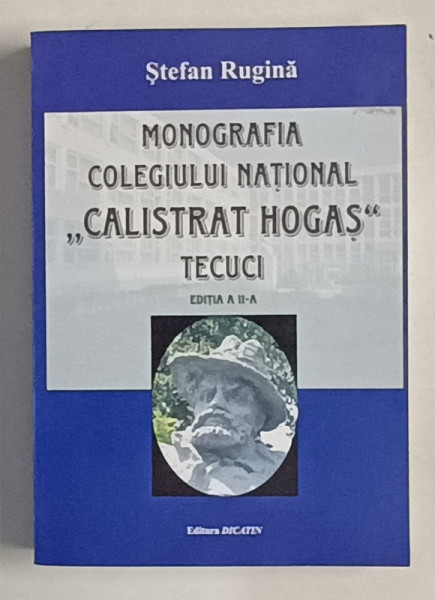 Ştefan Rugină
MONOGRAFIA
COLEGIULUI NAŢIONAL
„CALISTRAT HOGAŞ“
TECUCI
EDIŢIA A II-A
Editura DICATIN